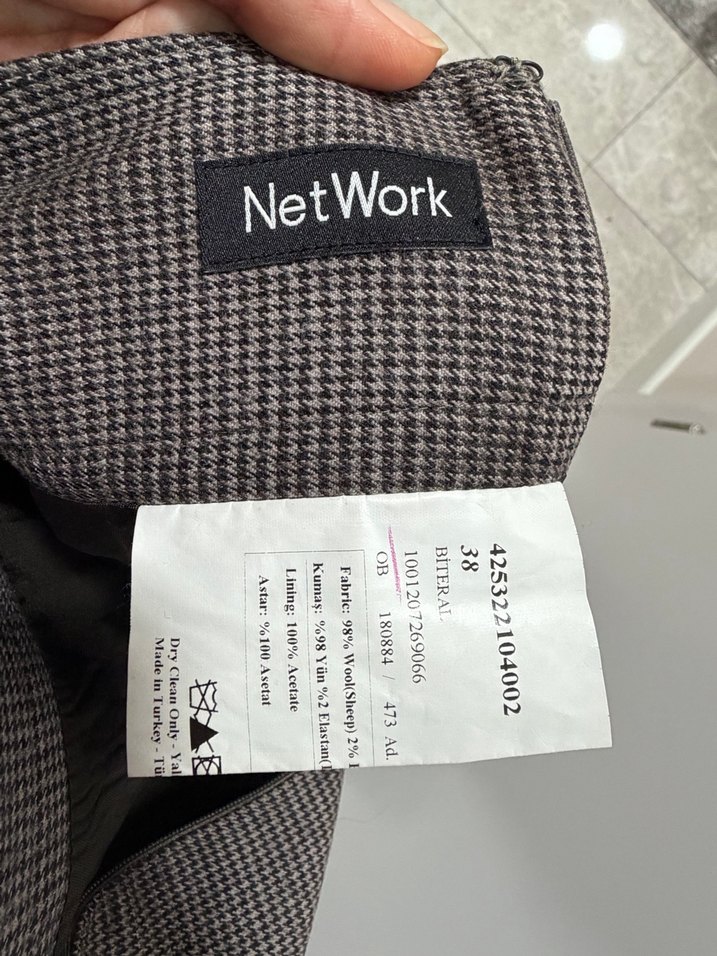 NetWork
425322104002
38
BİTERAL
1001207269066
OB 180884 / 473 Ad.
Fabric: 98% Wool(Sheep) 2%
Kumaş: %98 Yün %2 Elastan(
Lining: 100% Acetate
Astar: %100 Asetat
Dry Clean Only -
Made in Turkey -